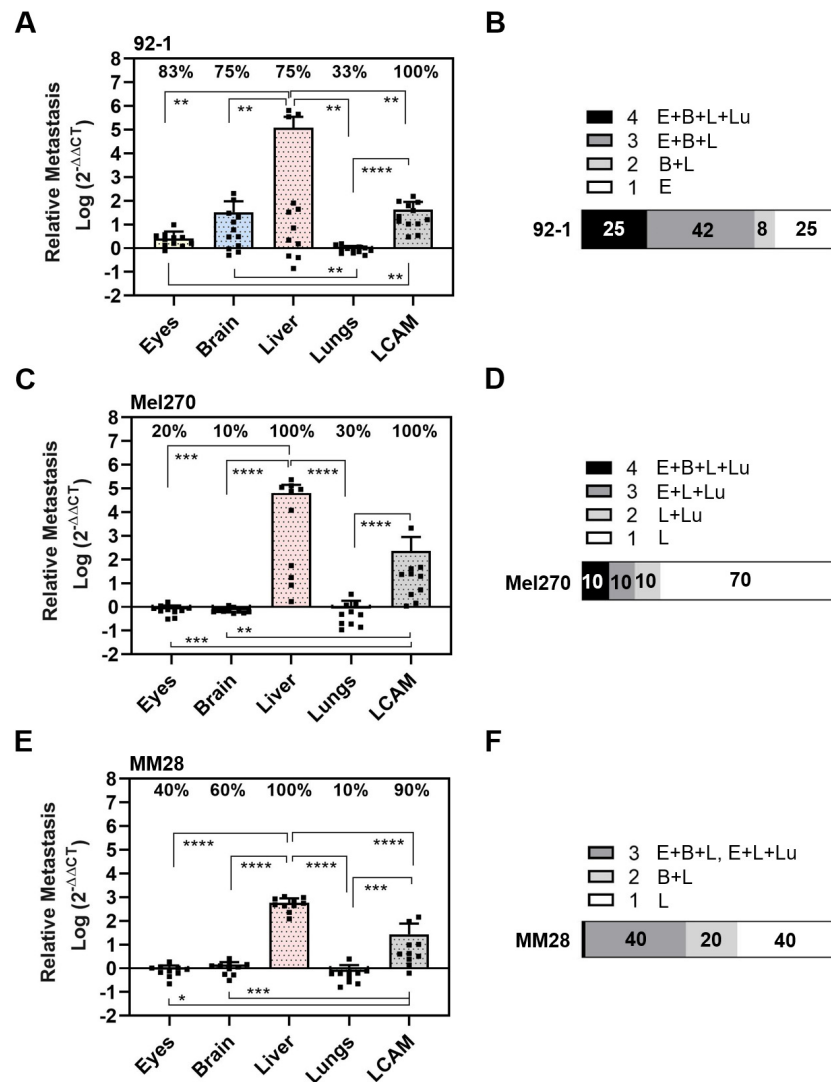 A
92-1
8
7
6
5
4
3
2
1
0
-1
-2
Relative Metastasis
Log (2^-ΔΔCT)
83% 75% 75% 33% 100%
** ** ** **
****
**
**
Eyes Brain Liver Lungs LCAM
B
4 E+B+L+Lu
3 E+B+L
2 B+L
1 E
92-1 25 42 8 25
C
Mel270
8
7
6
5
4
3
2
1
0
-1
-2
Relative Metastasis
Log (2^-ΔΔCT)
20% 10% 100% 30% 100%
***
**** ****
****
**
***
Eyes Brain Liver Lungs LCAM
D
4 E+B+L+Lu
3 E+L+Lu
2 L+Lu
1 L
Mel270 10 10 10 70
E
MM28
8
7
6
5
4
3
2
1
0
-1
-2
Relative Metastasis
Log (2^-ΔΔCT)
40% 60% 100% 10% 90%
**** ****
**** ****
***
***
*
Eyes Brain Liver Lungs LCAM
F
3 E+B+L, E+L+Lu
2 B+L
1 L
MM28 40 20 40